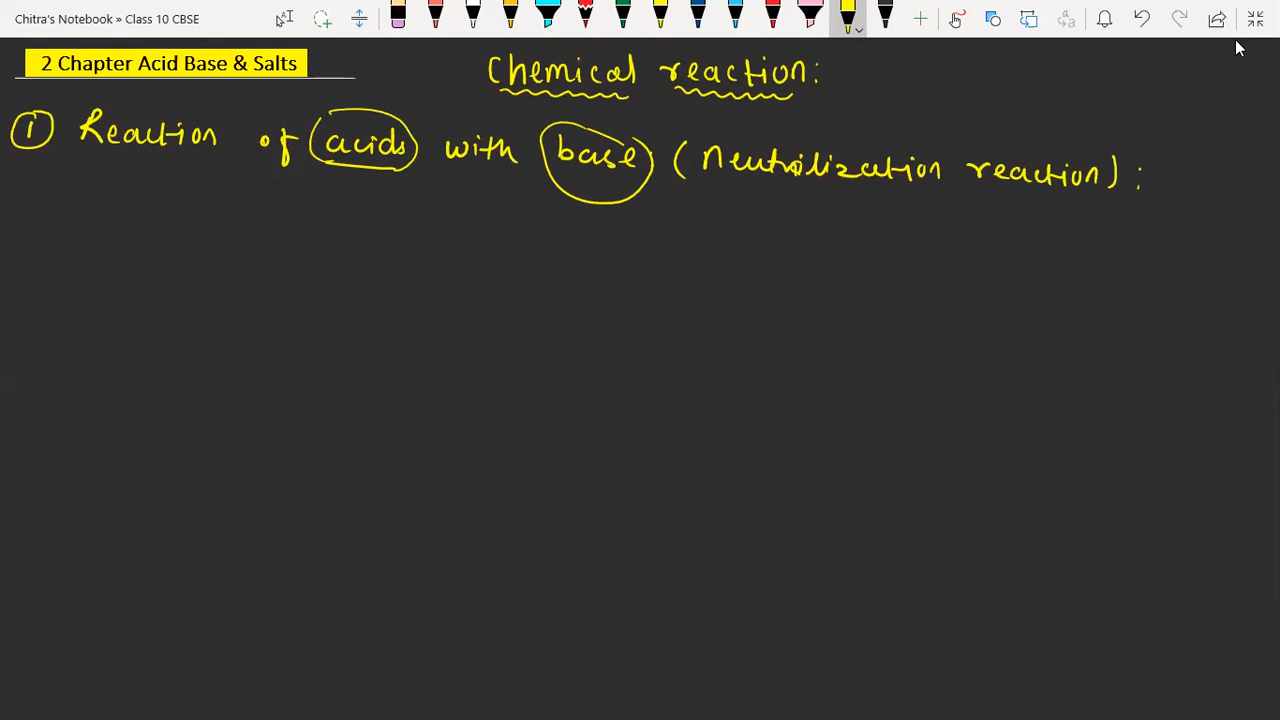 Chitra's Notebook » Class 10 CBSE
2 Chapter Acid Base & Salts
Chemical reaction:
① Reaction of acids with base (Neutrilization reaction):